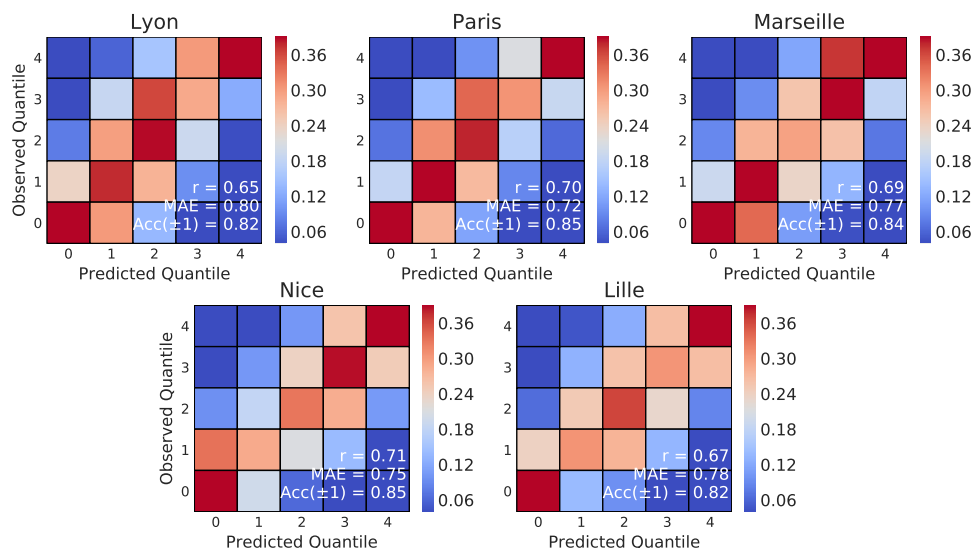 Lyon
Paris
Marseille
Observed Quantile
4
3
2
1
0
0 1 2 3 4
Predicted Quantile
r = 0.65
MAE = 0.80
Acc(±1) = 0.82
0.36
0.30
0.24
0.18
0.12
0.06
4
3
2
1
0
0 1 2 3 4
Predicted Quantile
r = 0.70
MAE = 0.72
Acc(±1) = 0.85
0.36
0.30
0.24
0.18
0.12
0.06
4
3
2
1
0
0 1 2 3 4
Predicted Quantile
r = 0.69
MAE = 0.77
Acc(±1) = 0.84
0.36
0.30
0.24
0.18
0.12
0.06
Nice
Lille
Observed Quantile
4
3
2
1
0
0 1 2 3 4
Predicted Quantile
r = 0.71
MAE = 0.75
Acc(±1) = 0.85
0.36
0.30
0.24
0.18
0.12
0.06
4
3
2
1
0
0 1 2 3 4
Predicted Quantile
r = 0.67
MAE = 0.78
Acc(±1) = 0.82
0.36
0.30
0.24
0.18
0.12
0.06